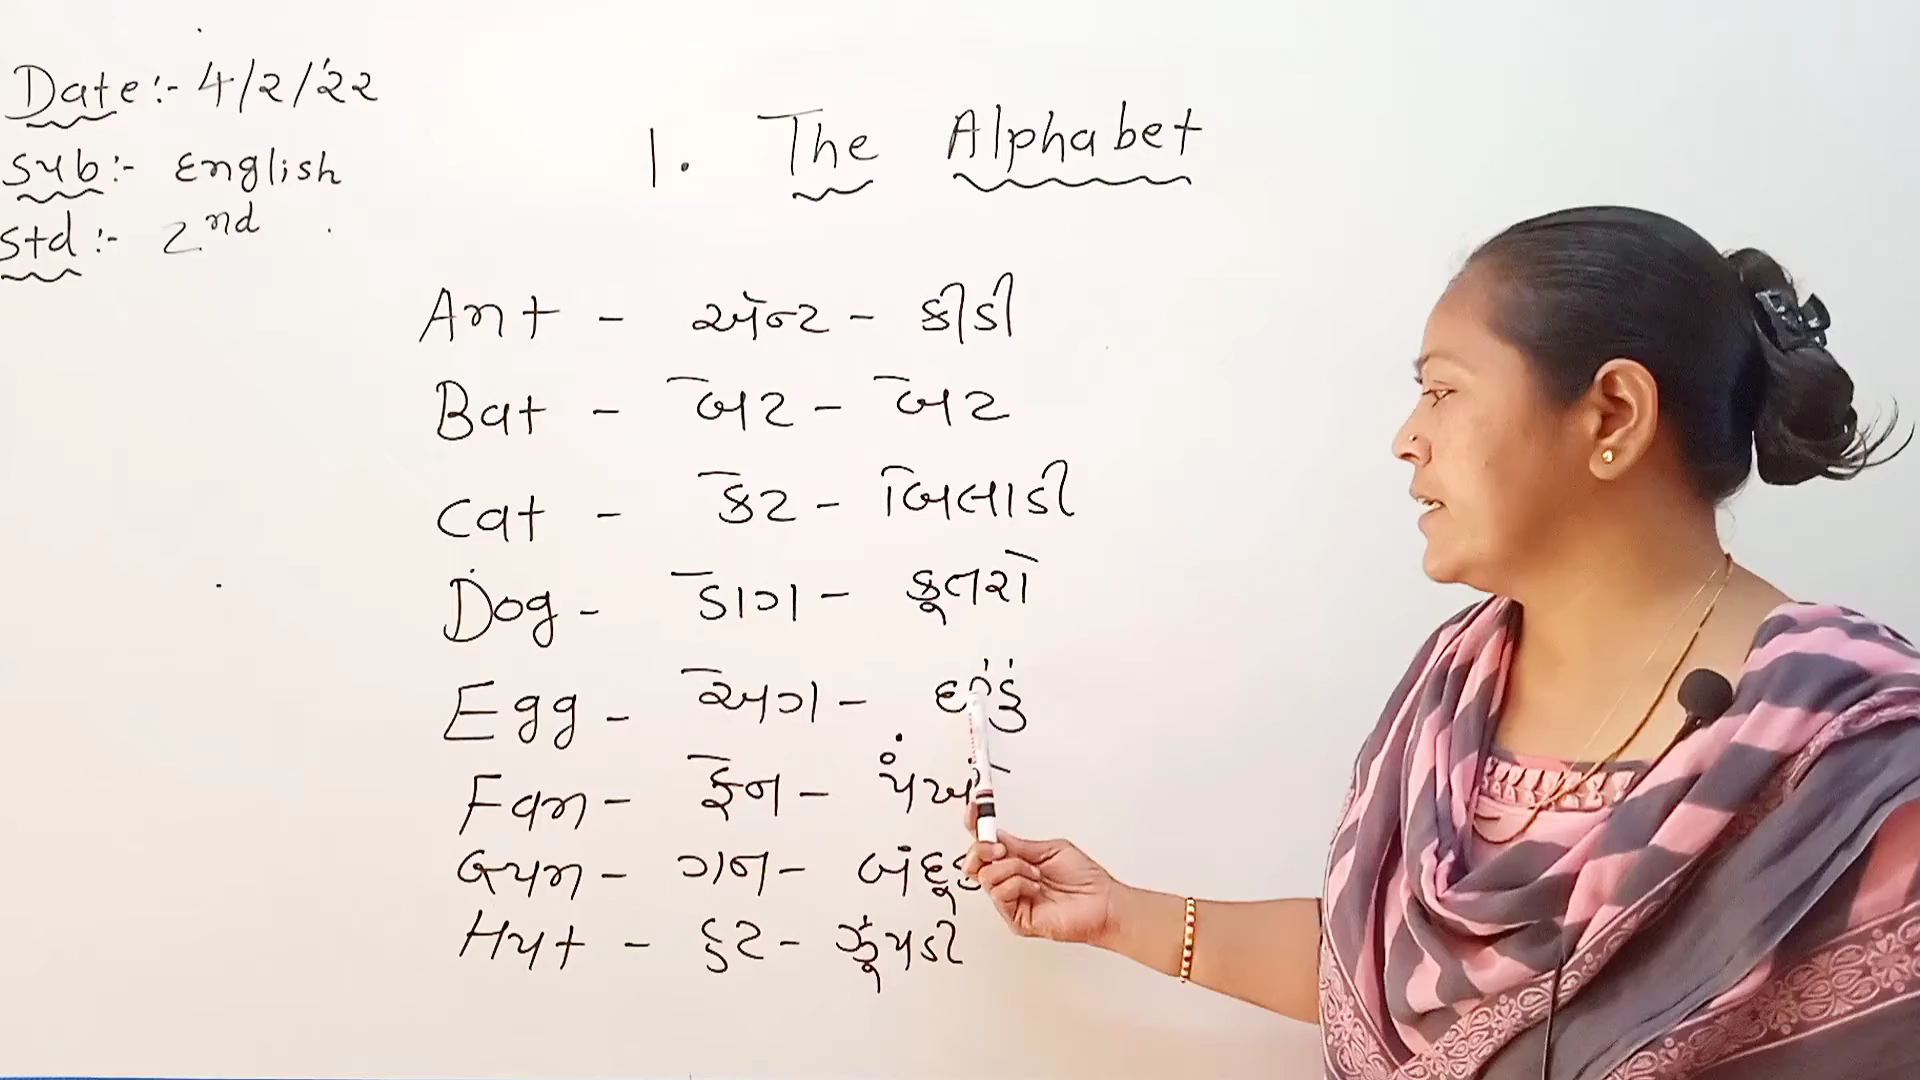 Date:- 4/2/'22
Sub:- English
Std:- 2nd
1. The Alphabet
Ant - ઍન્ટ - કીડી
Bat - બેટ - બેટ
Cat - કેટ - બિલાડી
Dog - ડૉગ - કૂતરો
Egg - એગ -
Fan - ફેન - પંખો
Gun - ગન - બંદૂક
Hut - હટ - ઝૂંપડી